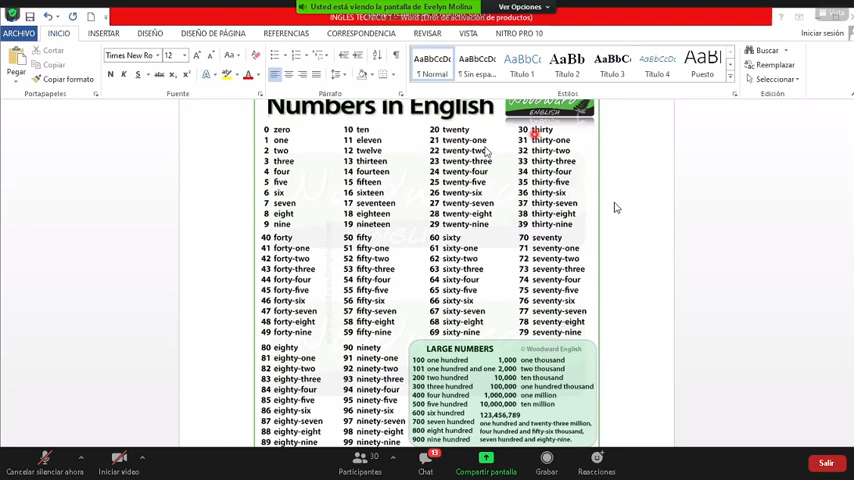 Usted está viendo la pantalla de Evelyn Molina
Ver Opciones
INGLES TECNICO 1 - Word (Error de activación de productos)
Vista
ARCHIVO INICIO INSERTAR DISEÑO DISEÑO DE PÁGINA REFERENCIAS CORRESPONDENCIA REVISAR VISTA NITRO PRO 10 Iniciar sesión
Pegar
Cortar
Copiar
Copiar formato
Times New Ro 12
N K S abc
AaBbCcDc AaBbCcDc AaBbCc AaBb AaBbCc AaBbCcDc AaBl
¶ Normal ¶ Sin espa... Título 1 Título 2 Título 3 Título 4 Puesto
Buscar
Reemplazar
Seleccionar
Portapapeles Fuente Párrafo Estilos Edición
Numbers in English
Woodward
ENGLISH
0 zero 10 ten 20 twenty 30 thirty
1 one 11 eleven 21 twenty-one 31 thirty-one
2 two 12 twelve 22 twenty-two 32 thirty-two
3 three 13 thirteen 23 twenty-three 33 thirty-three
4 four 14 fourteen 24 twenty-four 34 thirty-four
5 five 15 fifteen 25 twenty-five 35 thirty-five
6 six 16 sixteen 26 twenty-six 36 thirty-six
7 seven 17 seventeen 27 twenty-seven 37 thirty-seven
8 eight 18 eighteen 28 twenty-eight 38 thirty-eight
9 nine 19 nineteen 29 twenty-nine 39 thirty-nine
40 forty 50 fifty 60 sixty 70 seventy
41 forty-one 51 fifty-one 61 sixty-one 71 seventy-one
42 forty-two 52 fifty-two 62 sixty-two 72 seventy-two
43 forty-three 53 fifty-three 63 sixty-three 73 seventy-three
44 forty-four 54 fifty-four 64 sixty-four 74 seventy-four
45 forty-five 55 fifty-five 65 sixty-five 75 seventy-five
46 forty-six 56 fifty-six 66 sixty-six 76 seventy-six
47 forty-seven 57 fifty-seven 67 sixty-seven 77 seventy-seven
48 forty-eight 58 fifty-eight 68 sixty-eight 78 seventy-eight
49 forty-nine 59 fifty-nine 69 sixty-nine 79 seventy-nine
80 eighty 90 ninety
81 eighty-one 91 ninety-one
82 eighty-two 92 ninety-two
83 eighty-three 93 ninety-three
84 eighty-four 94 ninety-four
85 eighty-five 95 ninety-five
86 eighty-six 96 ninety-six
87 eighty-seven 97 ninety-seven
88 eighty-eight 98 ninety-eight
89 eighty-nine 99 ninety-nine
LARGE NUMBERS © Woodward English
100 one hundred 1,000 one thousand
101 one hundred and one 2,000 two thousand
200 two hundred 10,000 ten thousand
300 three hundred 100,000 one hundred thousand
400 four hundred 1,000,000 one million
500 five hundred 10,000,000 ten million
600 six hundred 123,456,789
700 seven hundred one hundred and twenty-three million,
800 eight hundred four hundred and fifty-six thousand,
900 nine hundred seven hundred and eighty-nine.
Cancelar silenciar ahora
Iniciar video
Participantes 30
Chat 13
Compartir pantalla
Grabar
Reacciones
Salir